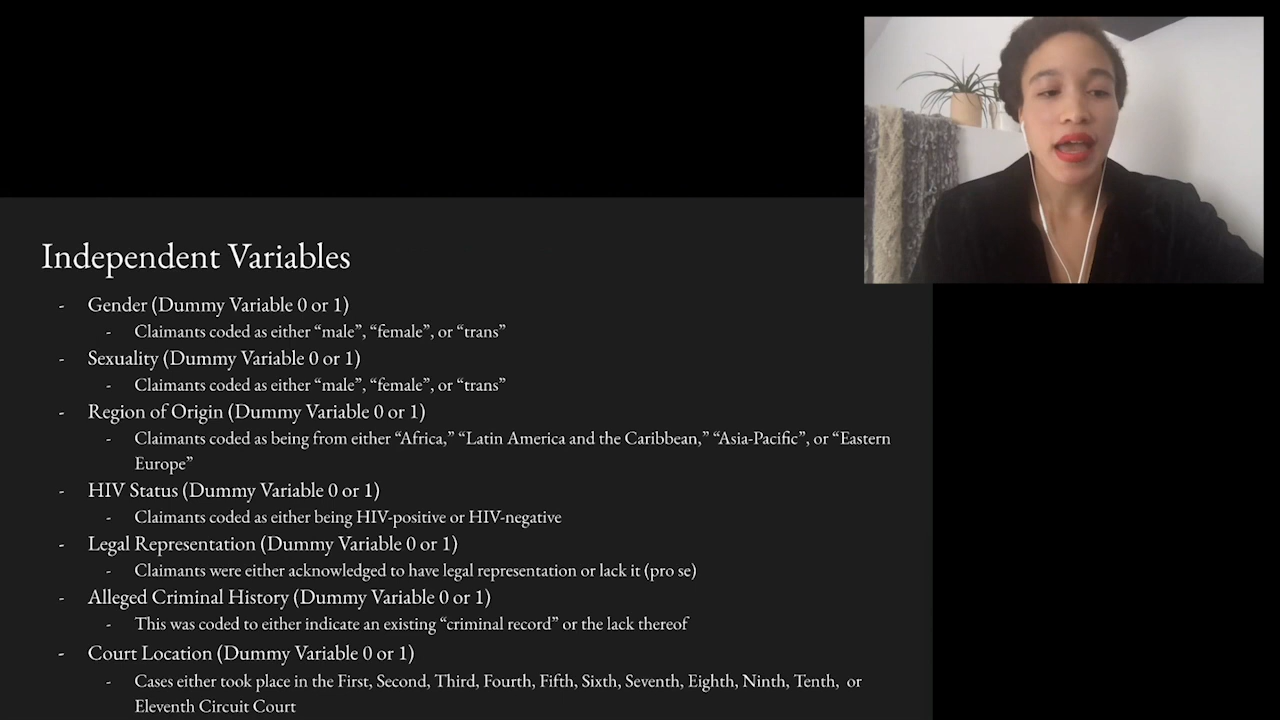 Independent Variables
- Gender (Dummy Variable 0 or 1)
- Claimants coded as either “male”, “female”, or “trans”
- Sexuality (Dummy Variable 0 or 1)
- Claimants coded as either “male”, “female”, or “trans”
- Region of Origin (Dummy Variable 0 or 1)
- Claimants coded as being from either “Africa,” “Latin America and the Caribbean,” “Asia-Pacific”, or “Eastern
Europe”
- HIV Status (Dummy Variable 0 or 1)
- Claimants coded as either being HIV-positive or HIV-negative
- Legal Representation (Dummy Variable 0 or 1)
- Claimants were either acknowledged to have legal representation or lack it (pro se)
- Alleged Criminal History (Dummy Variable 0 or 1)
- This was coded to either indicate an existing “criminal record” or the lack thereof
- Court Location (Dummy Variable 0 or 1)
- Cases either took place in the First, Second, Third, Fourth, Fifth, Sixth, Seventh, Eighth, Ninth, Tenth, or
Eleventh Circuit Court